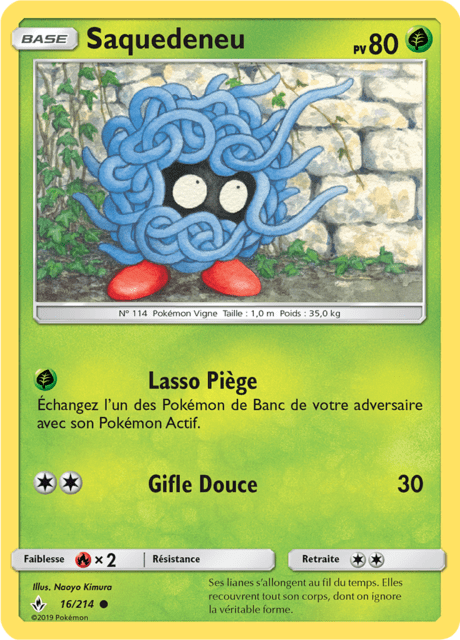 BASE Saquedeneu PV 80
N° 114 Pokémon Vigne Taille : 1,0 m Poids : 35,0 kg
Lasso Piège
Échangez l'un des Pokémon de Banc de votre adversaire
avec son Pokémon Actif.
Gifle Douce 30
Faiblesse × 2 Résistance Retraite
Illus. Naoyo Kimura
16/214
©2019 Pokémon
Ses lianes s'allongent au fil du temps. Elles
recouvrent tout son corps, dont on ignore
la véritable forme.